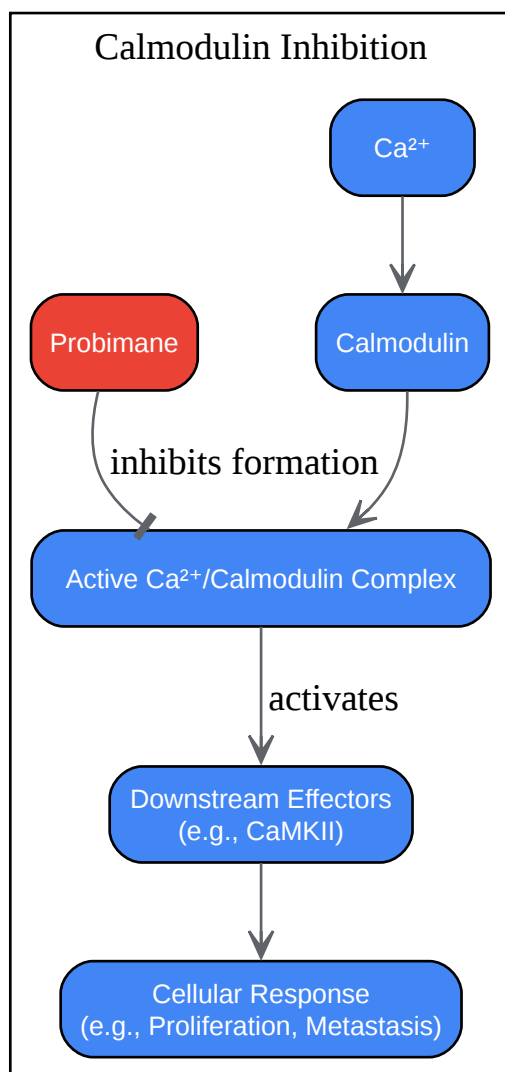 Calmodulin Inhibition
Ca²⁺
Probimane
Calmodulin
inhibits formation
Active Ca²⁺/Calmodulin Complex
activates
Downstream Effectors
(e.g., CaMKII)
Cellular Response
(e.g., Proliferation, Metastasis)